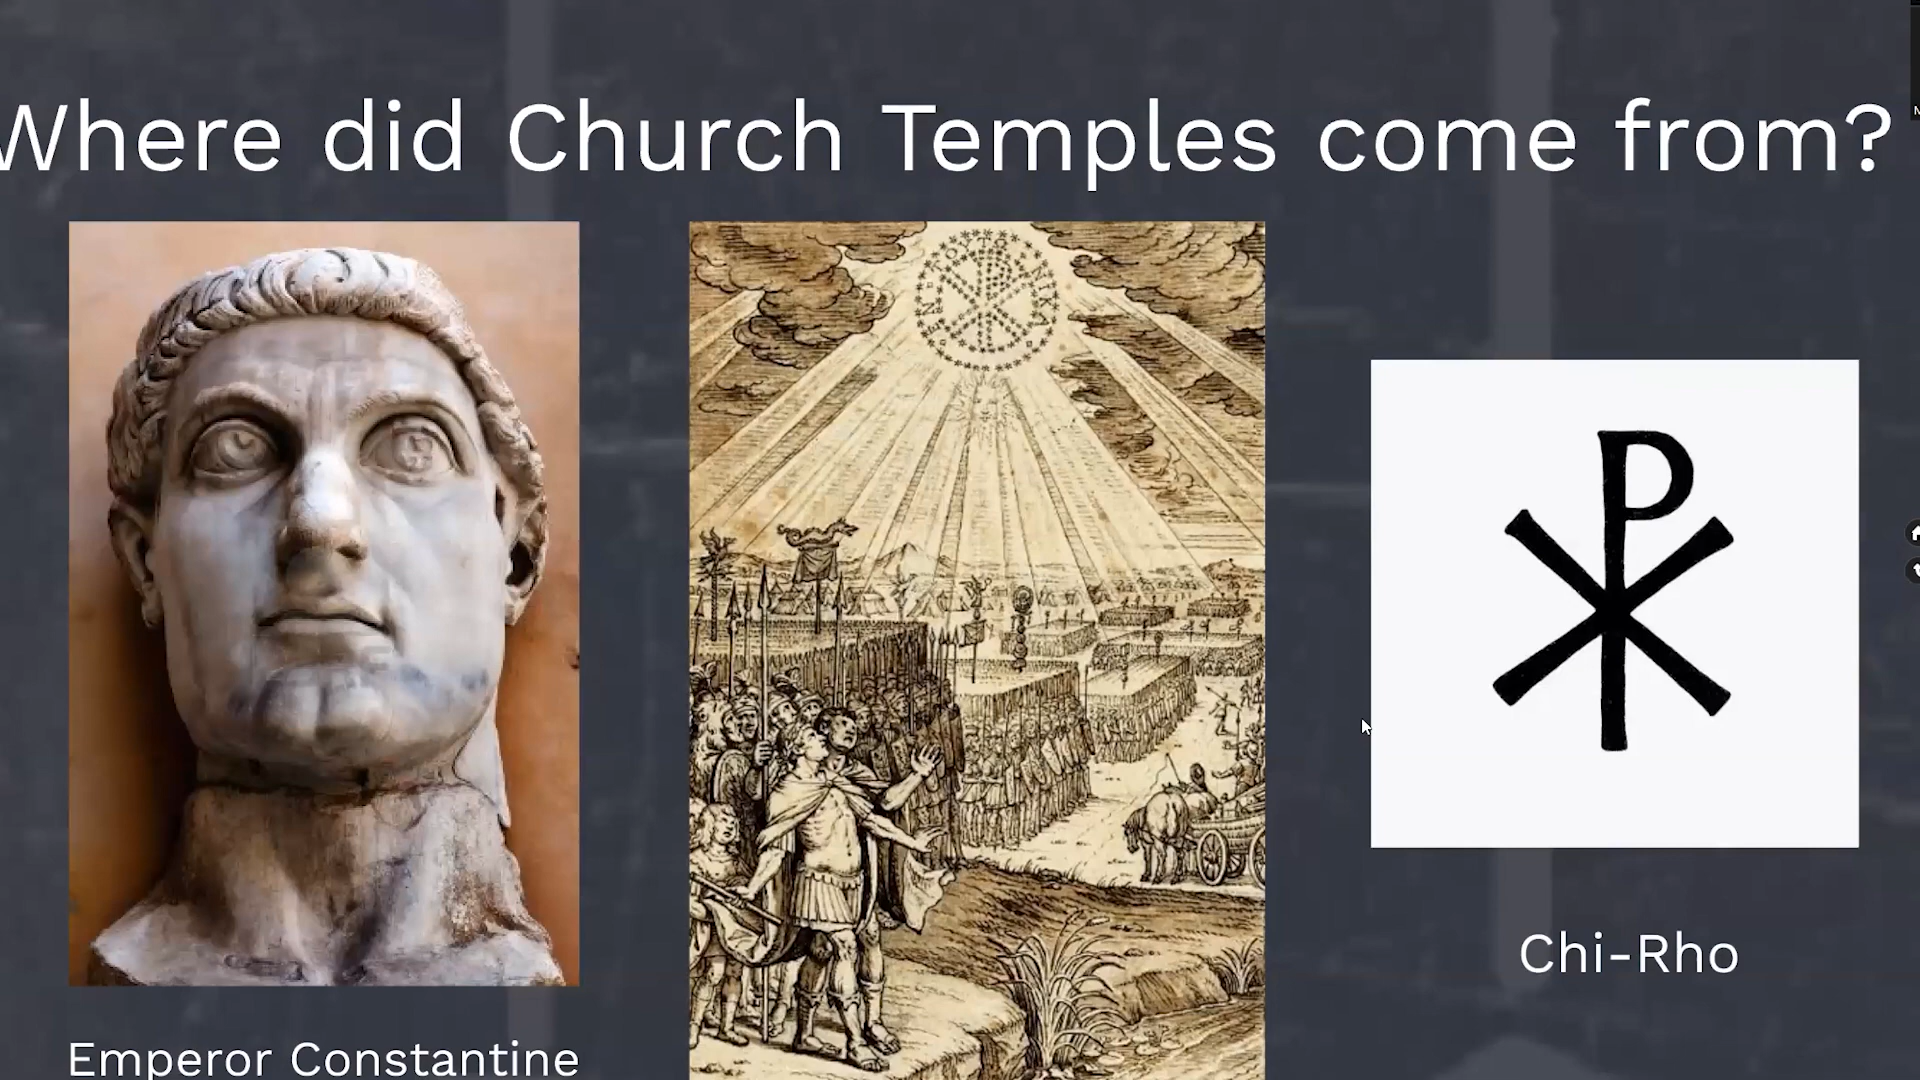 Where did Church Temples come from?
Emperor Constantine
Chi-Rho